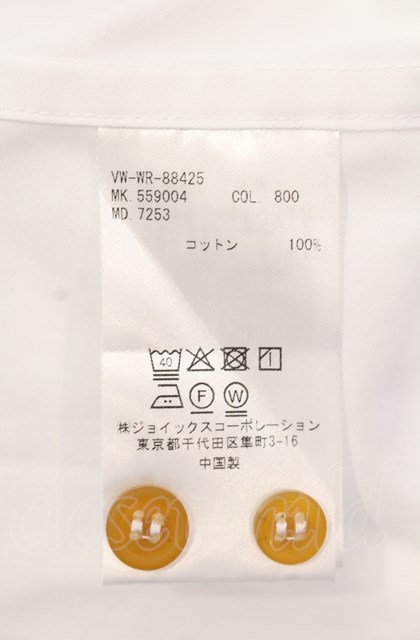 VW-WR-88425
MK. 559004 COL. 800
MD. 7253
コットン 100%
40
F W
株ジョイックスコーポレーション
東京都千代田区隼町3-16
中国製